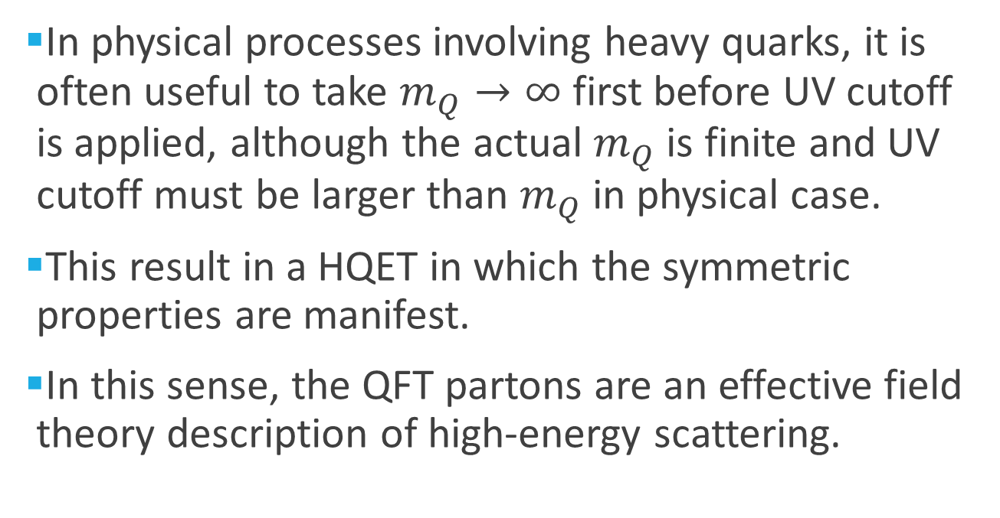 ▪In physical processes involving heavy quarks, it is
often useful to take m_Q → ∞ first before UV cutoff
is applied, although the actual m_Q is finite and UV
cutoff must be larger than m_Q in physical case.
▪This result in a HQET in which the symmetric
properties are manifest.
▪In this sense, the QFT partons are an effective field
theory description of high-energy scattering.